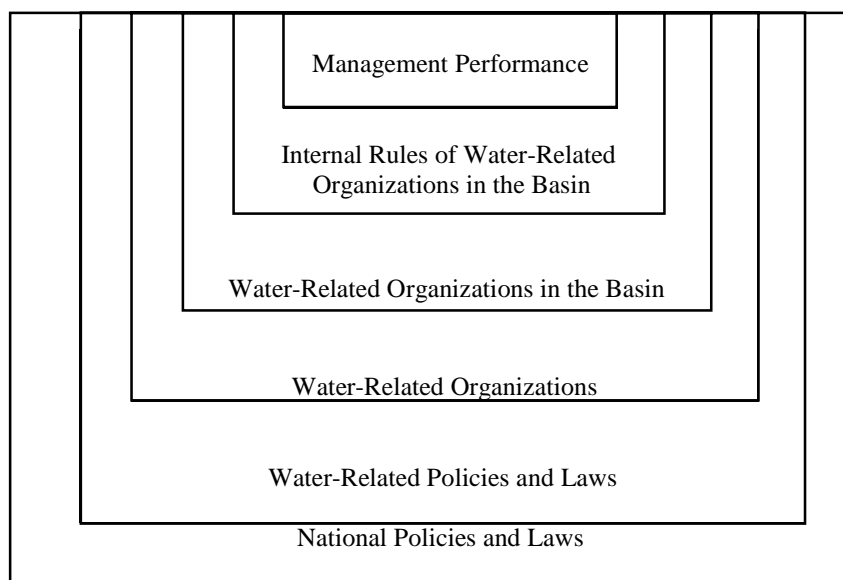 Management Performance
Internal Rules of Water-Related
Organizations in the Basin
Water-Related Organizations in the Basin
Water-Related Organizations
Water-Related Policies and Laws
National Policies and Laws